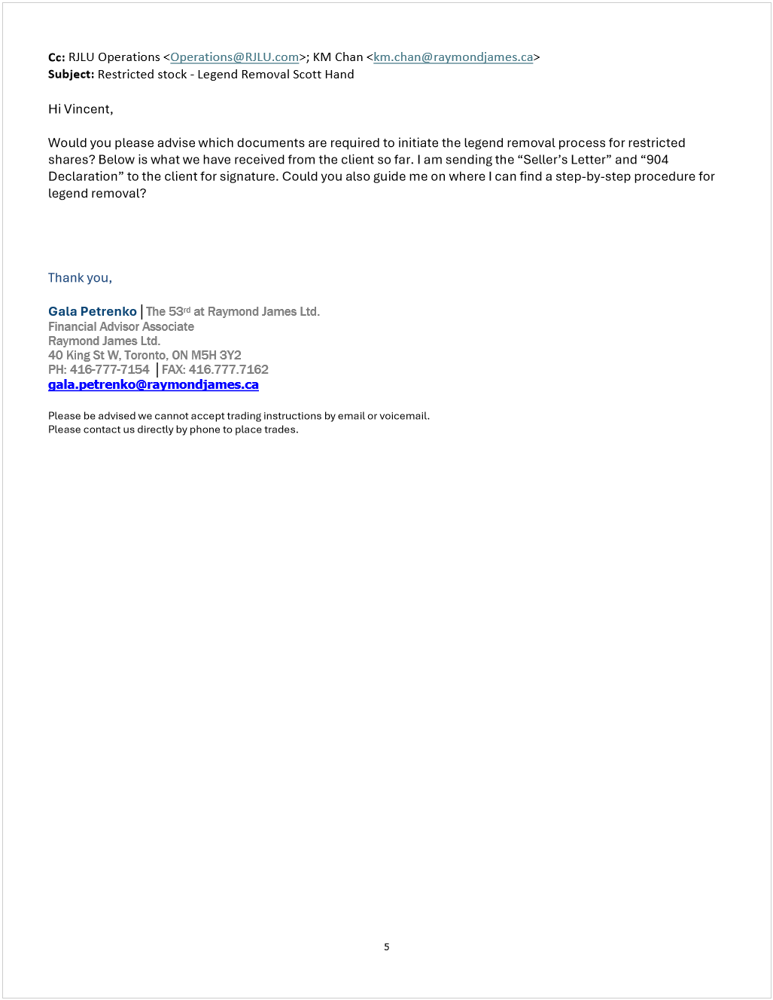 Cc: RJLU Operations <Operations@RJLU.com>; KM Chan <km.chan@raymondjames.ca>
Subject: Restricted stock - Legend Removal Scott Hand
Hi Vincent,
Would you please advise which documents are required to initiate the legend removal process for restricted
shares? Below is what we have received from the client so far. I am sending the “Seller’s Letter” and “904
Declaration” to the client for signature. Could you also guide me on where I can find a step-by-step procedure for
legend removal?
Thank you,
Gala Petrenko | The 53rd at Raymond James Ltd.
Financial Advisor Associate
Raymond James Ltd.
40 King St W, Toronto, ON M5H 3Y2
PH: 416-777-7154 | FAX: 416.777.7162
gala.petrenko@raymondjames.ca
Please be advised we cannot accept trading instructions by email or voicemail.
Please contact us directly by phone to place trades.
5